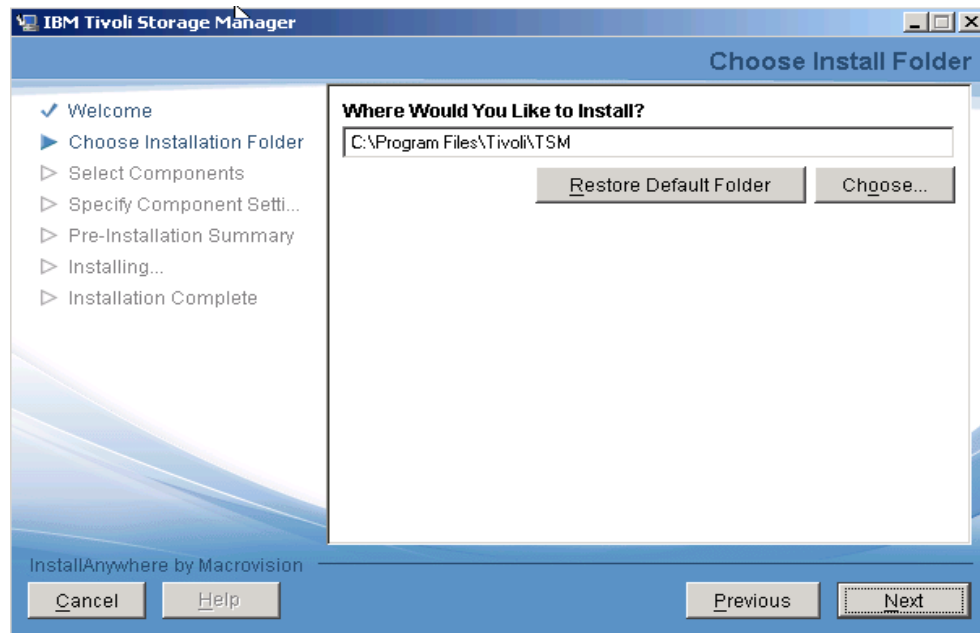 IBM Tivoli Storage Manager
Choose Install Folder
Welcome
Choose Installation Folder
Select Components
Specify Component Setti...
Pre-Installation Summary
Installing...
Installation Complete
Where Would You Like to Install?
C:\Program Files\Tivoli\TSM
Restore Default Folder
Choose...
InstallAnywhere by Macrovision
Cancel
Help
Previous
Next